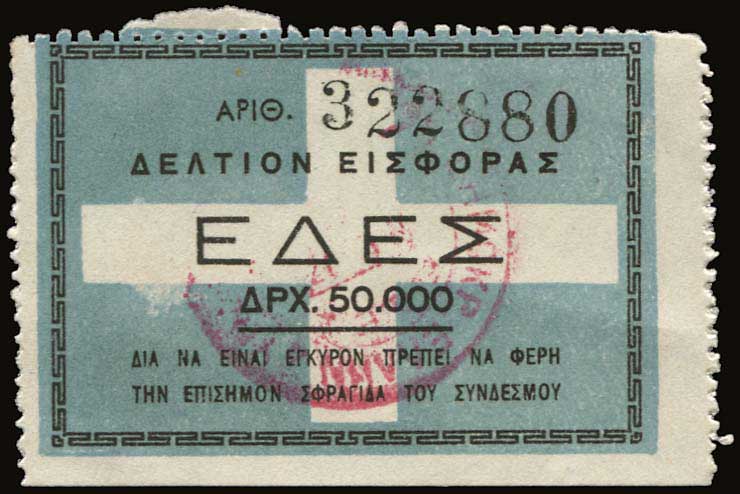 ΑΡΙΘ. 322880
ΔΕΛΤΙΟΝ ΕΙΣΦΟΡΑΣ
ΕΔΕΣ
ΔΡΧ. 50.000
ΔΙΑ ΝΑ ΕΙΝΑΙ ΕΓΚΥΡΟΝ ΠΡΕΠΕΙ ΝΑ ΦΕΡΗ
ΤΗΝ ΕΠΙΣΗΜΟΝ ΣΦΡΑΓΙΔΑ ΤΟΥ ΣΥΝΔΕΣΜΟΥ